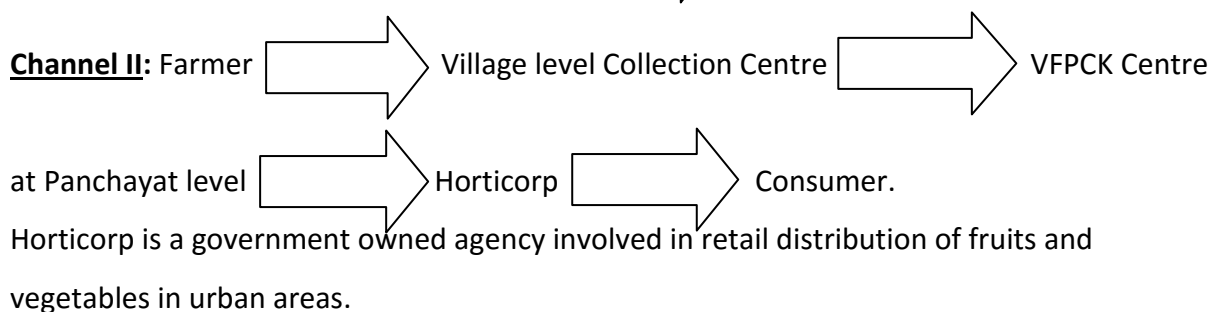 Channel II: Farmer Village level Collection Centre VFPCK Centre
at Panchayat level Horticorp Consumer.
Horticorp is a government owned agency involved in retail distribution of fruits and
vegetables in urban areas.